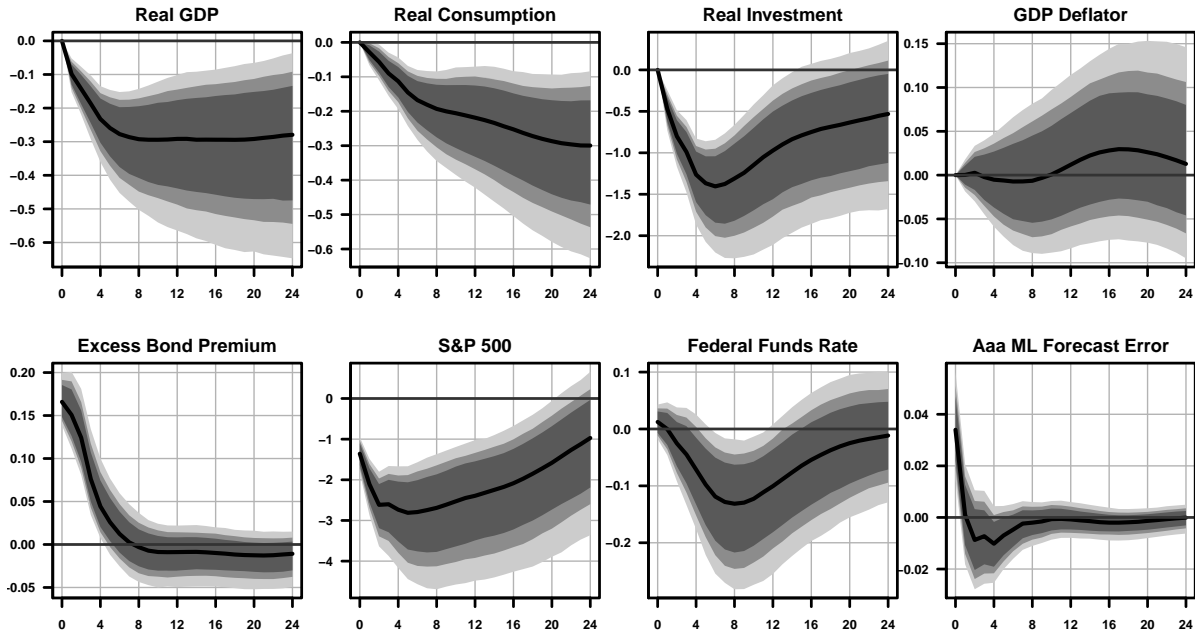 Real GDP
0.0
−0.1
−0.2
−0.3
−0.4
−0.5
−0.6
0 4 8 12 16 20 24
Real Consumption
0.0
−0.1
−0.2
−0.3
−0.4
−0.5
−0.6
0 4 8 12 16 20 24
Real Investment
0.0
−0.5
−1.0
−1.5
−2.0
0 4 8 12 16 20 24
GDP Deflator
0.15
0.10
0.05
0.00
−0.05
−0.10
0 4 8 12 16 20 24
Excess Bond Premium
0.20
0.15
0.10
0.05
0.00
−0.05
0 4 8 12 16 20 24
S&P 500
0
−1
−2
−3
−4
0 4 8 12 16 20 24
Federal Funds Rate
0.1
0.0
−0.1
−0.2
0 4 8 12 16 20 24
Aaa ML Forecast Error
0.04
0.02
0.00
−0.02
0 4 8 12 16 20 24